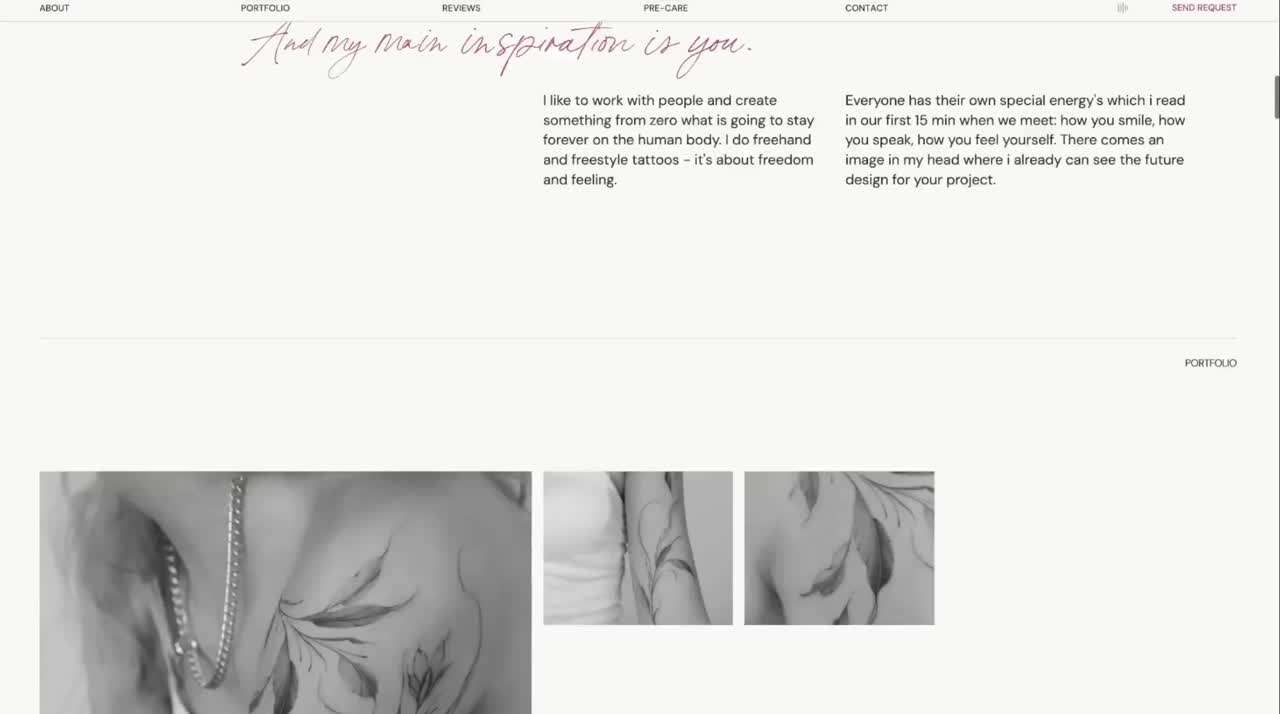 ABOUT PORTFOLIO REVIEWS PRE-CARE CONTACT SEND REQUEST
And my main inspiration is you.
I like to work with people and create
something from zero what is going to stay
forever on the human body. I do freehand
and freestyle tattoos - it's about freedom
and feeling.
Everyone has their own special energy's which i read
in our first 15 min when we meet: how you smile, how
you speak, how you feel yourself. There comes an
image in my head where i already can see the future
design for your project.
PORTFOLIO